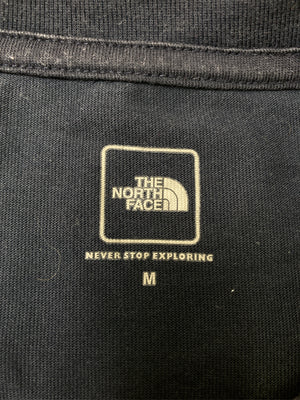 THE
NORTH
FACE
NEVER STOP EXPLORING
M